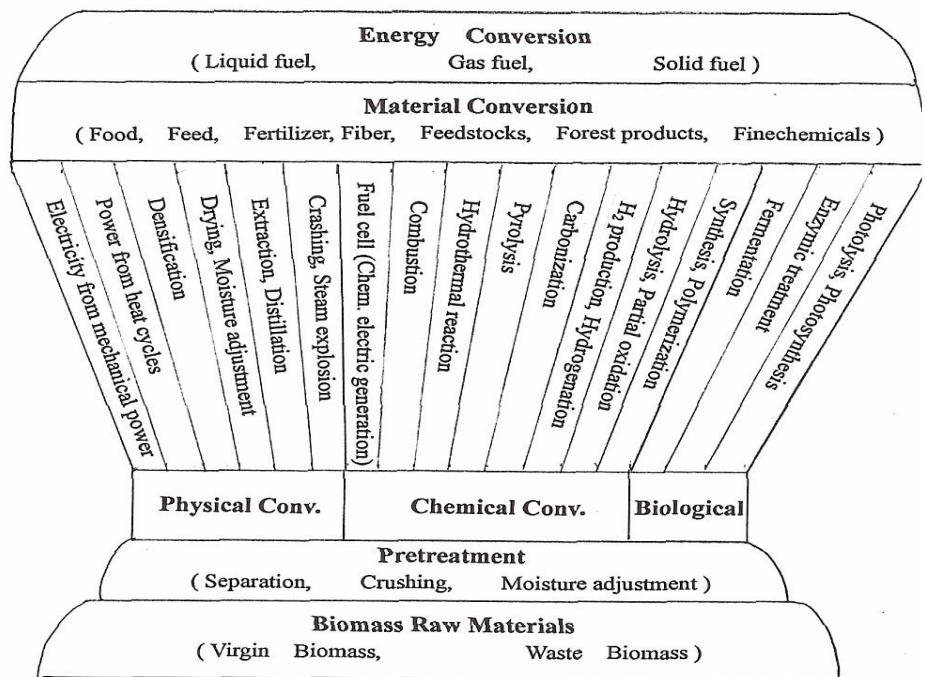 Energy Conversion
( Liquid fuel, Gas fuel, Solid fuel )
Material Conversion
( Food, Feed, Fertilizer, Fiber, Feedstocks, Forest products, Finechemicals )
Electricity from mechanical power
Power from heat cycles
Densification
Drying, Moisture adjustment
Extraction, Distillation
Crashing, Steam explosion
Fuel cell (Chem. electric generation)
Combustion
Hydrothermal reaction
Pyrolysis
Carbonization
H₂ production, Hydrogenation
Hydrolysis, Partial oxidation
Synthesis, Polymerization
Fermentation
Enzymic treatment
Photolysis, Photosynthesis
Physical Conv.
Chemical Conv.
Biological
Pretreatment
( Separation, Crushing, Moisture adjustment )
Biomass Raw Materials
( Virgin Biomass, Waste Biomass )